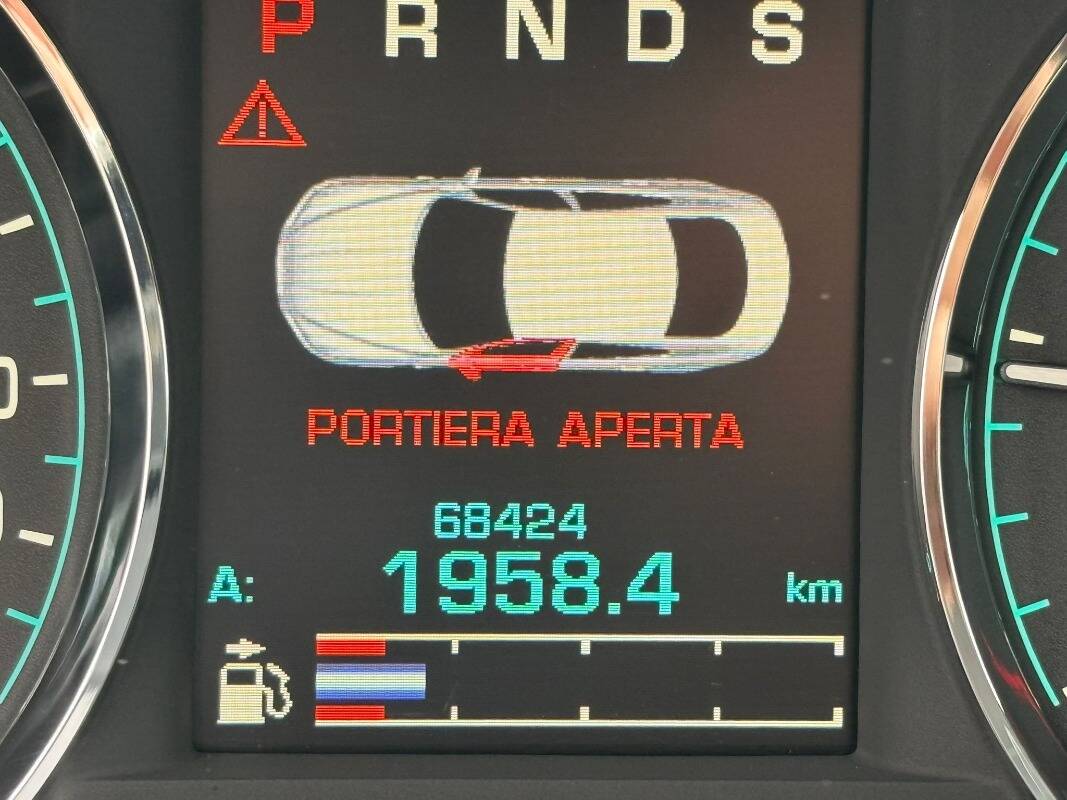 P R N D S
PORTIERA APERTA
68424
A: 1958.4 km